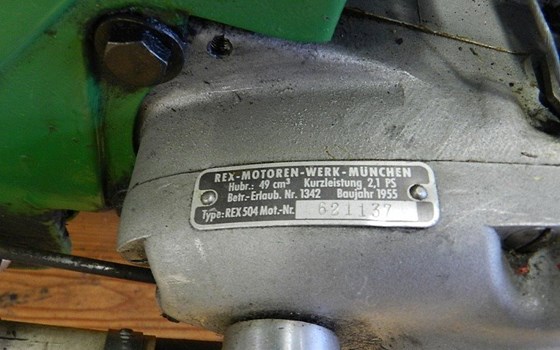 REX-MOTOREN-WERK-MÜNCHEN
Hubr.: 49 cm³ Kurzleistung 2,1 PS
Betr.-Erlaub. Nr. 1342 Baujahr 1955
Type: REX 504 Mot.-Nr. 621137